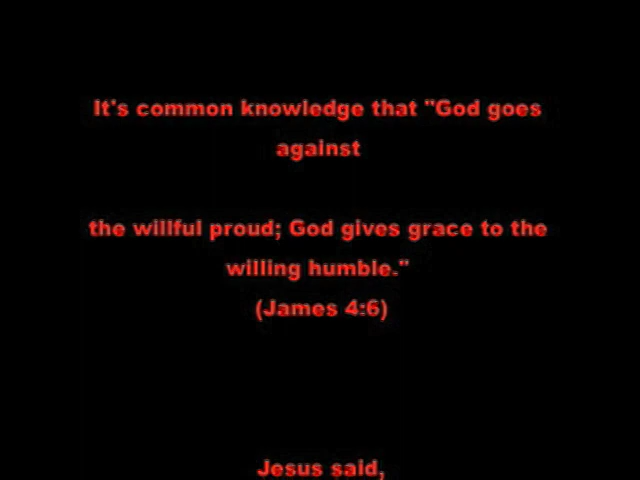 It's common knowledge that "God goes
against
the willful proud; God gives grace to the
willing humble."
(James 4:6)
Jesus said,